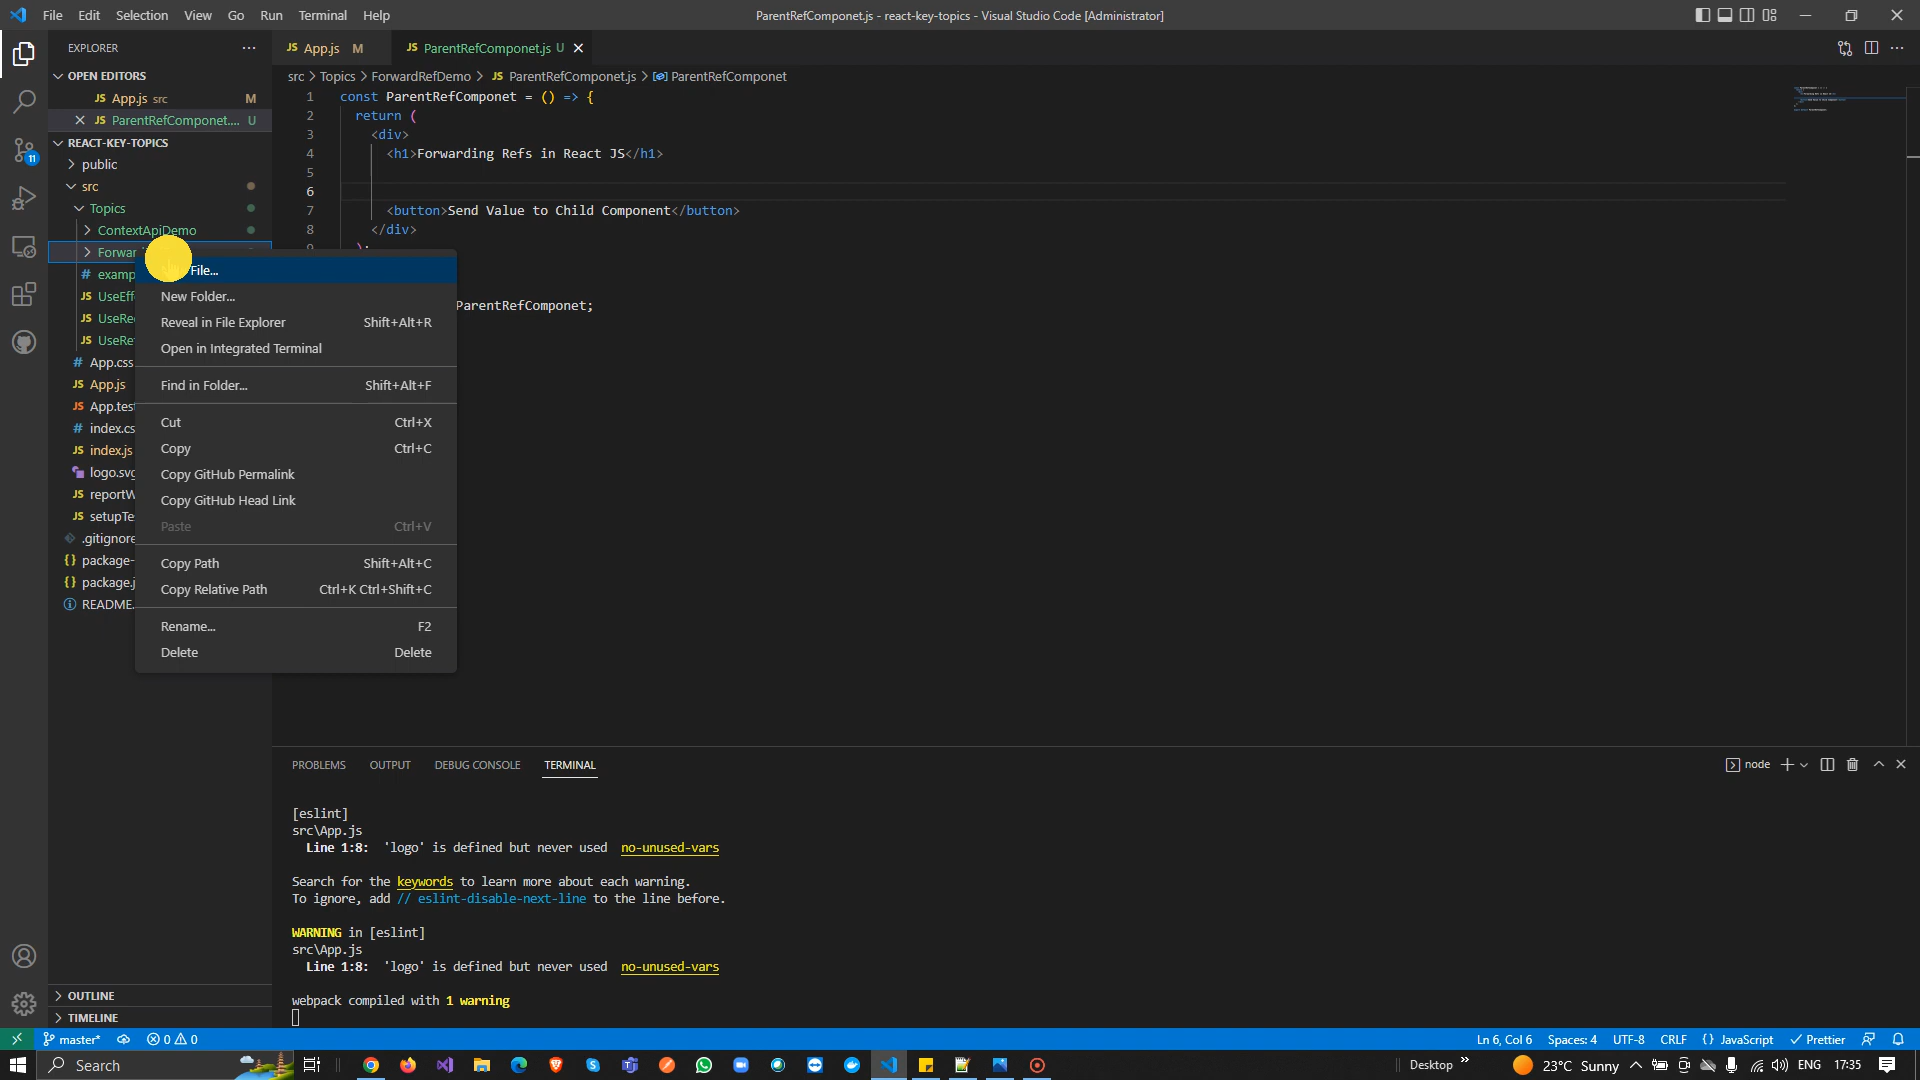 File Edit Selection View Go Run Terminal Help
ParentRefComponet.js - react-key-topics - Visual Studio Code [Administrator]
EXPLORER
JS App.js M
JS ParentRefComponet.js U
OPEN EDITORS
JS App.js src M
JS ParentRefComponet.... U
REACT-KEY-TOPICS
public
src
Topics
ContextApiDemo
Forwar
# examp
JS UseEff
JS UseRe
JS UseRe
# App.css
JS App.js
JS App.tes
# index.cs
JS index.js
logo.svg
JS reportW
JS setupTe
.gitignore
{} package-
{} package.j
README.
11
src > Topics > ForwardRefDemo > JS ParentRefComponet.js > ParentRefComponet
1 const ParentRefComponet = () => {
2 return (
3 <div>
4 <h1>Forwarding Refs in React JS</h1>
5
6
7 <button>Send Value to Child Component</button>
8 </div>
9 );
ParentRefComponet;
File...
New Folder...
Reveal in File Explorer Shift+Alt+R
Open in Integrated Terminal
Find in Folder... Shift+Alt+F
Cut Ctrl+X
Copy Ctrl+C
Copy GitHub Permalink
Copy GitHub Head Link
Paste Ctrl+V
Copy Path Shift+Alt+C
Copy Relative Path Ctrl+K Ctrl+Shift+C
Rename... F2
Delete Delete
PROBLEMS OUTPUT DEBUG CONSOLE TERMINAL
node
[eslint]
src\App.js
Line 1:8: 'logo' is defined but never used no-unused-vars
Search for the keywords to learn more about each warning.
To ignore, add // eslint-disable-next-line to the line before.
WARNING in [eslint]
src\App.js
Line 1:8: 'logo' is defined but never used no-unused-vars
webpack compiled with 1 warning
OUTLINE
TIMELINE
master* 0 0
Ln 6, Col 6 Spaces: 4 UTF-8 CRLF {} JavaScript Prettier
Search
Desktop 23°C Sunny ENG 17:35